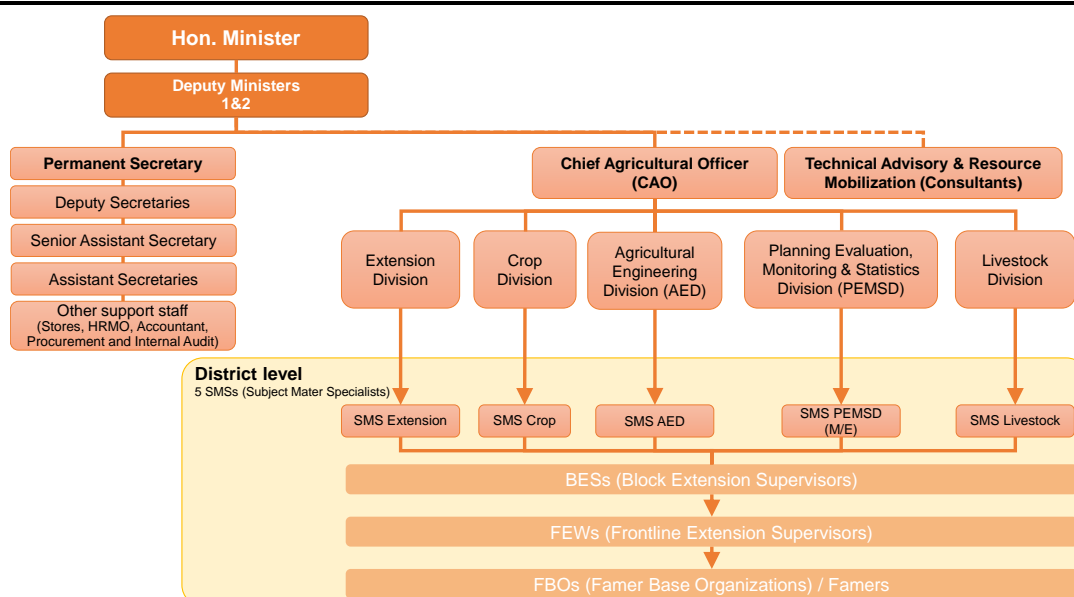 Hon. Minister
Deputy Ministers
1&2
Permanent Secretary
Deputy Secretaries
Senior Assistant Secretary
Assistant Secretaries
Other support staff
(Stores, HRMO, Accountant,
Procurement and Internal Audit)
Chief Agricultural Officer
(CAO)
Technical Advisory & Resource
Mobilization (Consultants)
Extension
Division
Crop
Division
Agricultural
Engineering
Division (AED)
Planning Evaluation,
Monitoring & Statistics
Division (PEMSD)
Livestock
Division
District level
5 SMSs (Subject Mater Specialists)
SMS Extension
SMS Crop
SMS AED
SMS PEMSD
(M/E)
SMS Livestock
BESs (Block Extension Supervisors)
FEWs (Frontline Extension Supervisors)
FBOs (Famer Base Organizations) / Famers